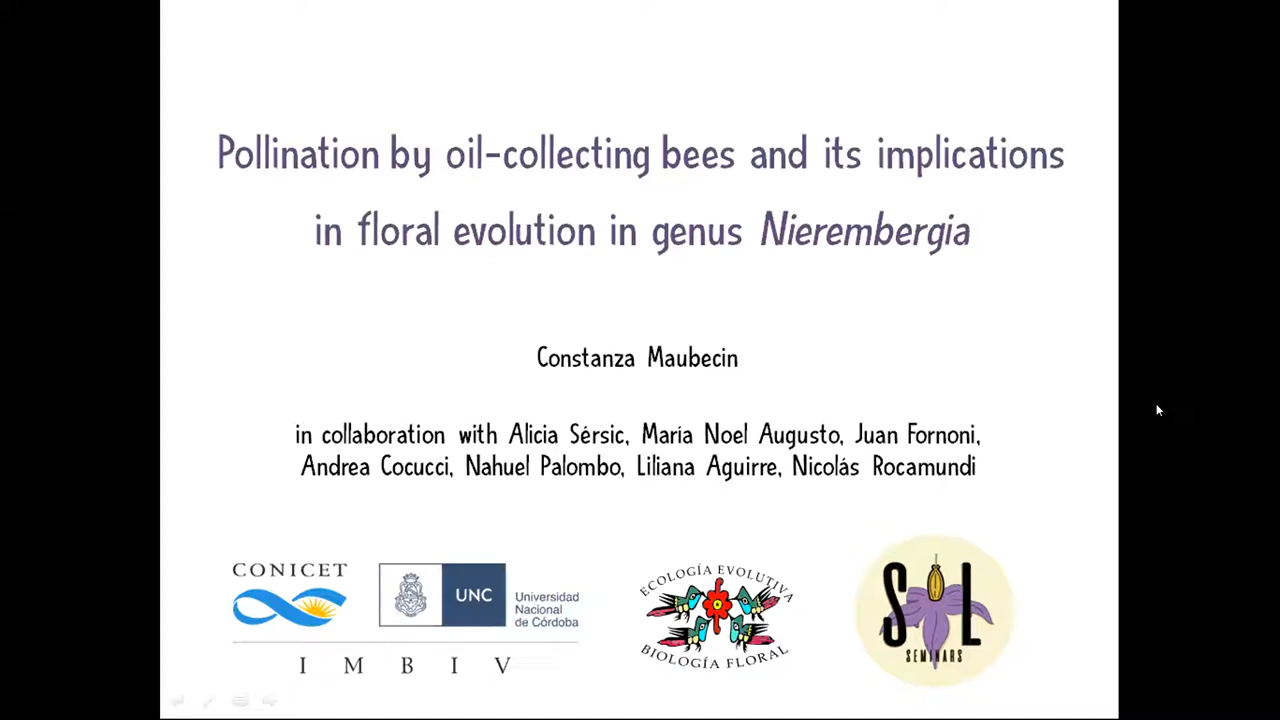 Pollination by oil-collecting bees and its implications
in floral evolution in genus Nierembergia
Constanza Maubecin
in collaboration with Alicia Sérsic, María Noel Augusto, Juan Fornoni,
Andrea Cocucci, Nahuel Palombo, Liliana Aguirre, Nicolás Rocamundi
CONICET
UNC
Universidad
Nacional
de Córdoba
I M B I V
ECOLOGÍA EVOLUTIVA
BIOLOGÍA FLORAL
SOL
SEMINARS